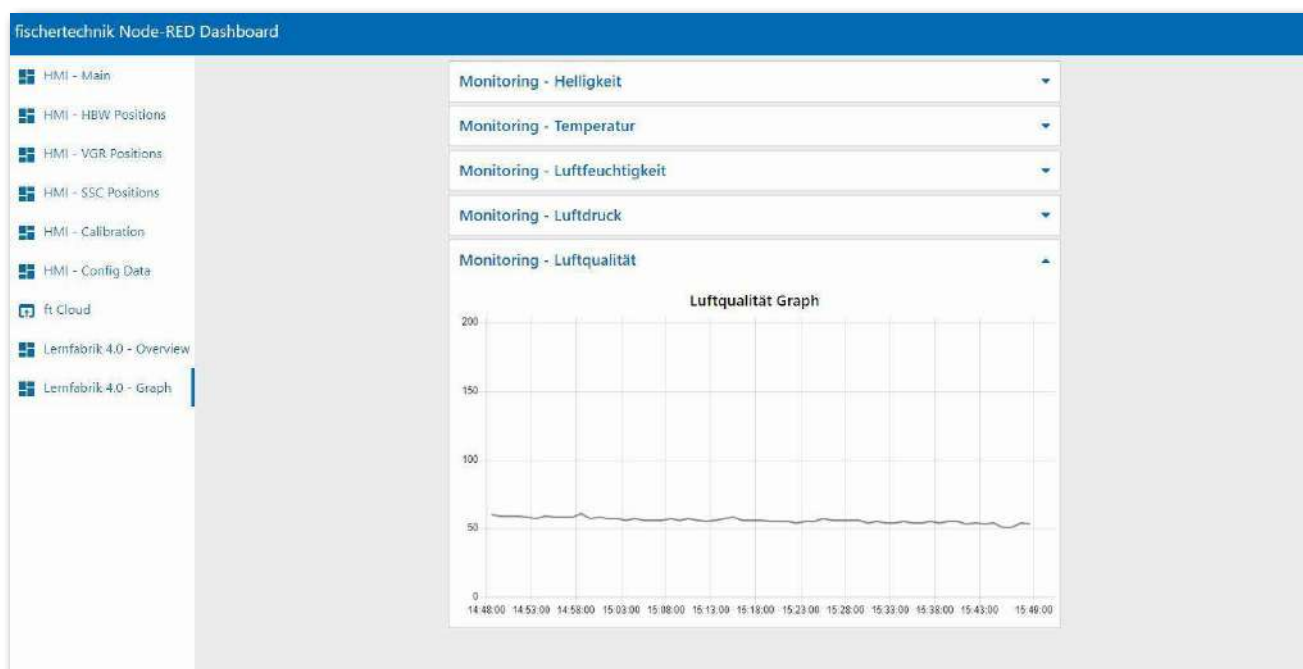 fischertechnik Node-RED Dashboard
HMI - Main
HMI - HBW Positions
HMI - VGR Positions
HMI - SSC Positions
HMI - Calibration
HMI - Config Data
ft Cloud
Lernfabrik 4.0 - Overview
Lernfabrik 4.0 - Graph
Monitoring - Helligkeit
Monitoring - Temperatur
Monitoring - Luftfeuchtigkeit
Monitoring - Luftdruck
Monitoring - Luftqualität
Luftqualität Graph
200
150
100
50
0
14:48:00 14:53:00 14:58:00 15:03:00 15:08:00 15:13:00 15:18:00 15:23:00 15:28:00 15:33:00 15:38:00 15:43:00 15:49:00